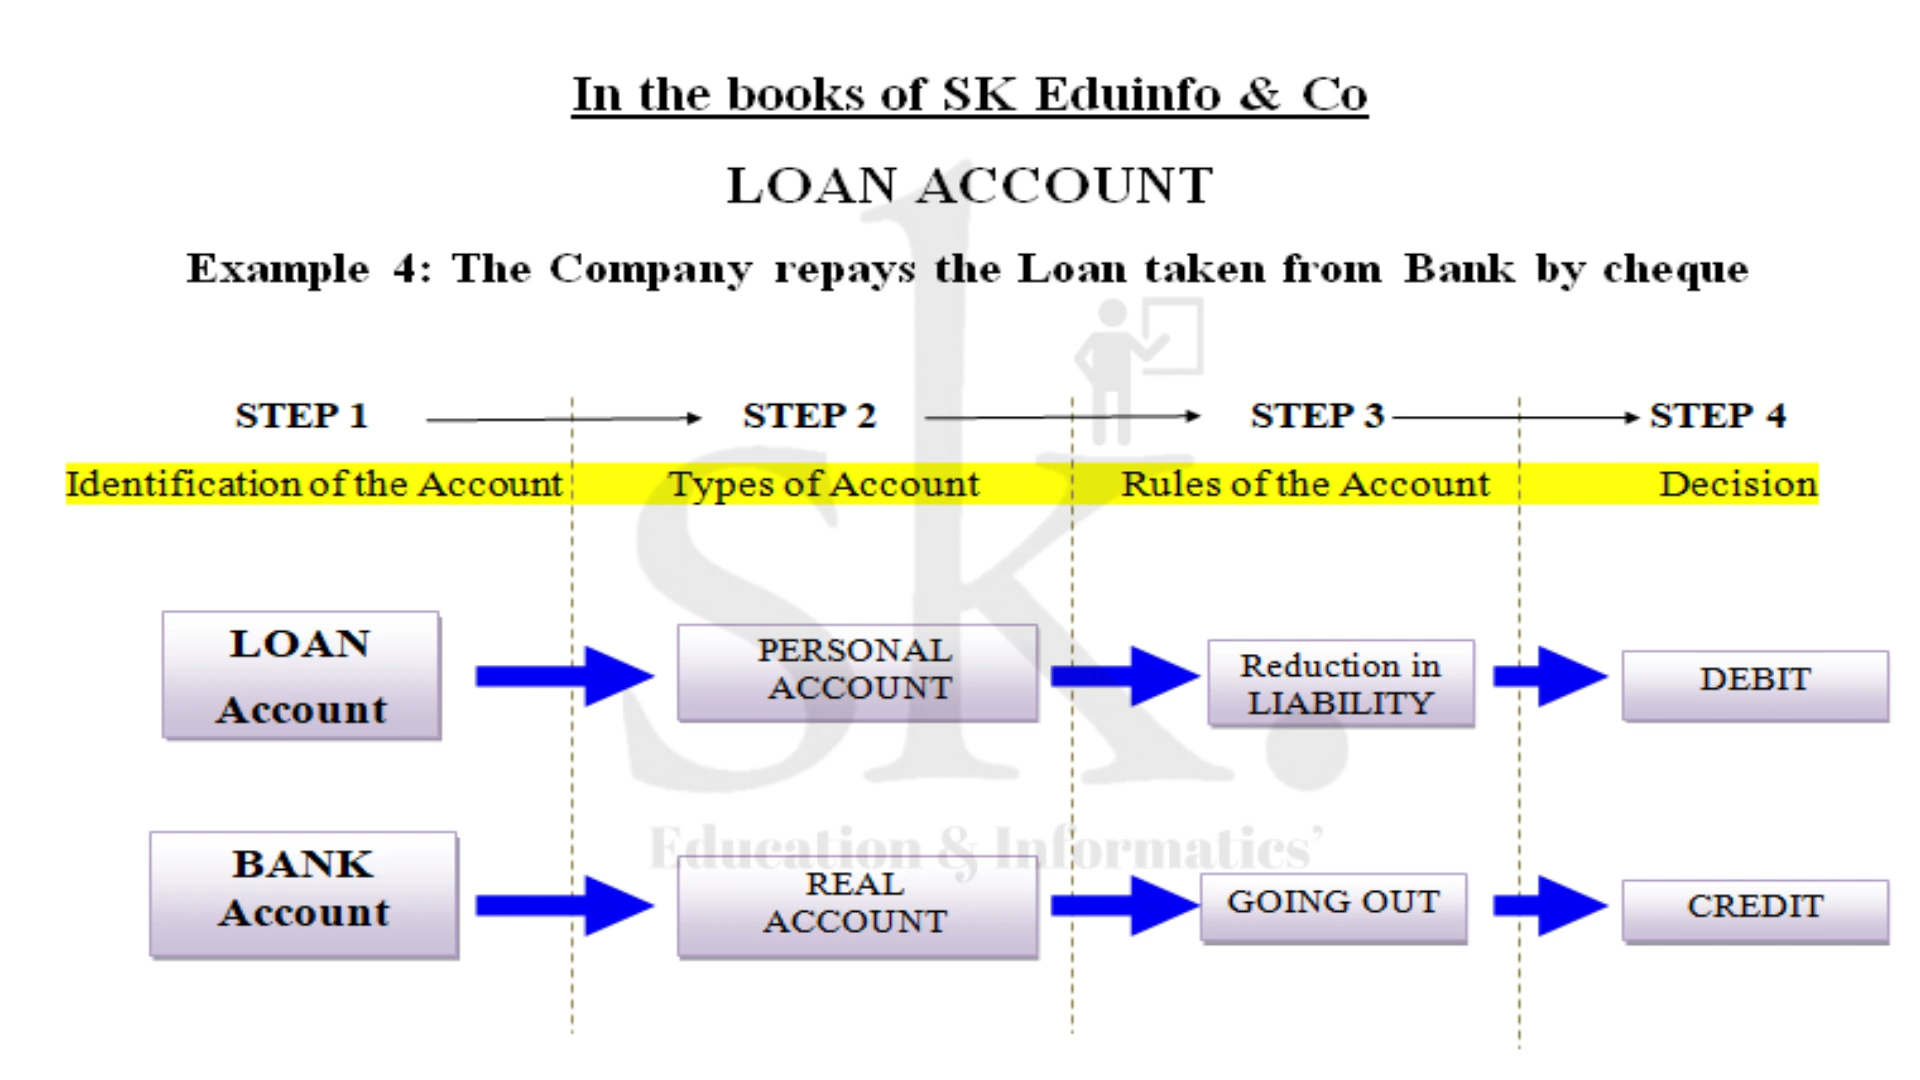 In the books of SK Eduinfo & Co
LOAN ACCOUNT
Example 4: The Company repays the Loan taken from Bank by cheque
STEP 1
STEP 2
STEP 3
STEP 4
Identification of the Account
Types of Account
Rules of the Account
Decision
LOAN
Account
PERSONAL
ACCOUNT
Reduction in
LIABILITY
DEBIT
BANK
Account
REAL
ACCOUNT
GOING OUT
CREDIT
sk.
Education & Informatics’